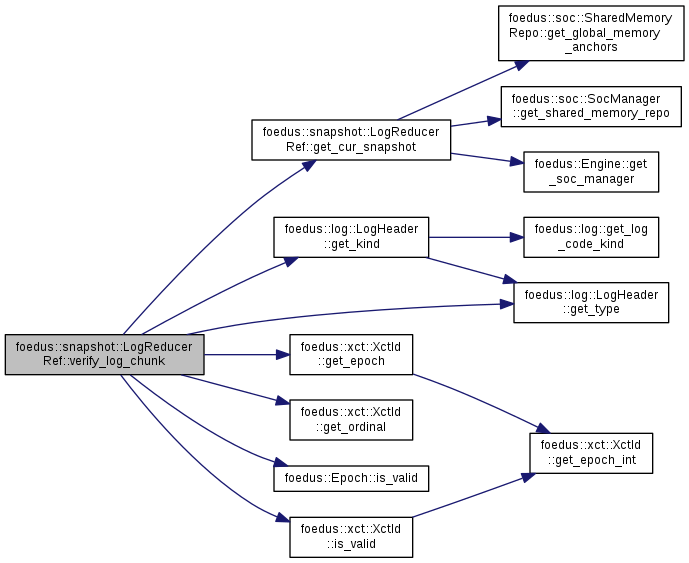 foedus::soc::SharedMemory
Repo::get_global_memory
_anchors
foedus::soc::SocManager
::get_shared_memory_repo
foedus::snapshot::LogReducer
Ref::get_cur_snapshot
foedus::Engine::get
_soc_manager
foedus::log::LogHeader
::get_kind
foedus::log::get_log
_code_kind
foedus::log::LogHeader
::get_type
foedus::snapshot::LogReducer
Ref::verify_log_chunk
foedus::xct::XctId
::get_epoch
foedus::xct::XctId
::get_ordinal
foedus::xct::XctId
::get_epoch_int
foedus::Epoch::is_valid
foedus::xct::XctId
::is_valid